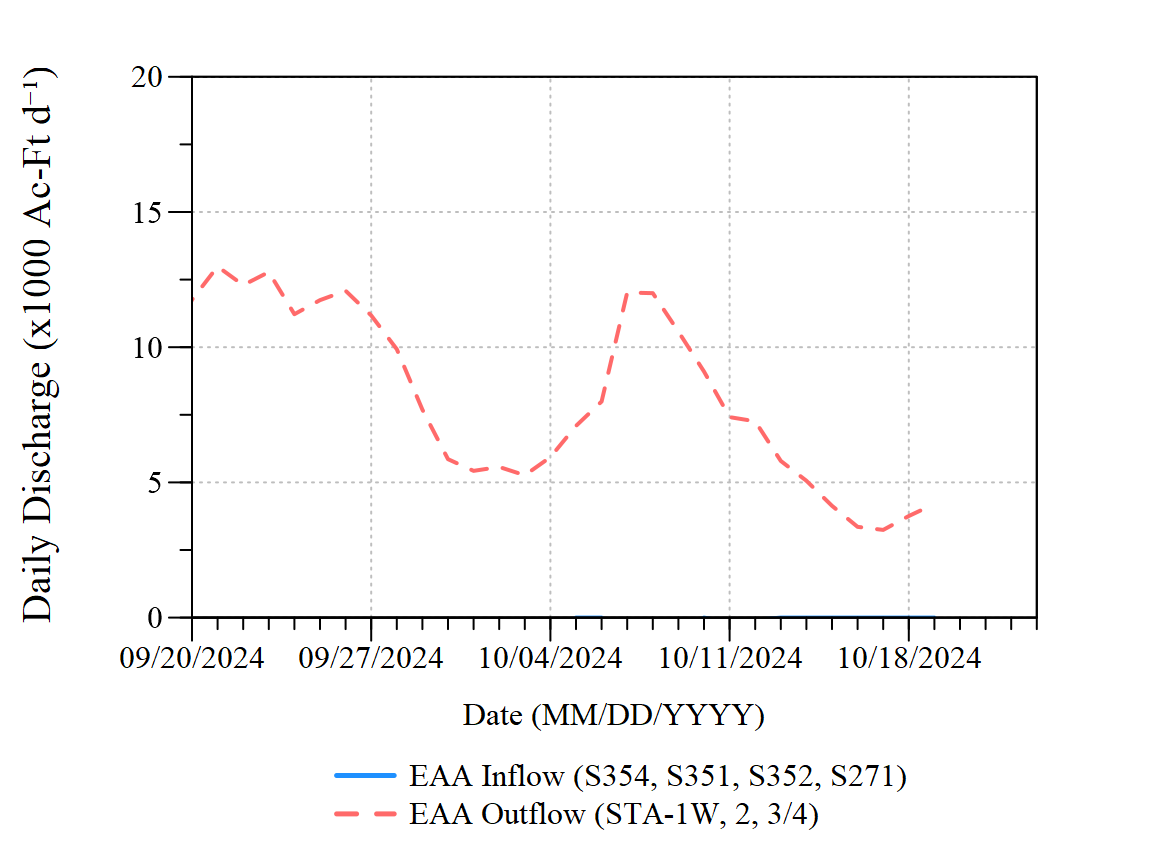 Daily Discharge (x1000 Ac-Ft d⁻¹)
20
15
10
5
0
09/20/2024 09/27/2024 10/04/2024 10/11/2024 10/18/2024
Date (MM/DD/YYYY)
EAA Inflow (S354, S351, S352, S271)
EAA Outflow (STA-1W, 2, 3/4)